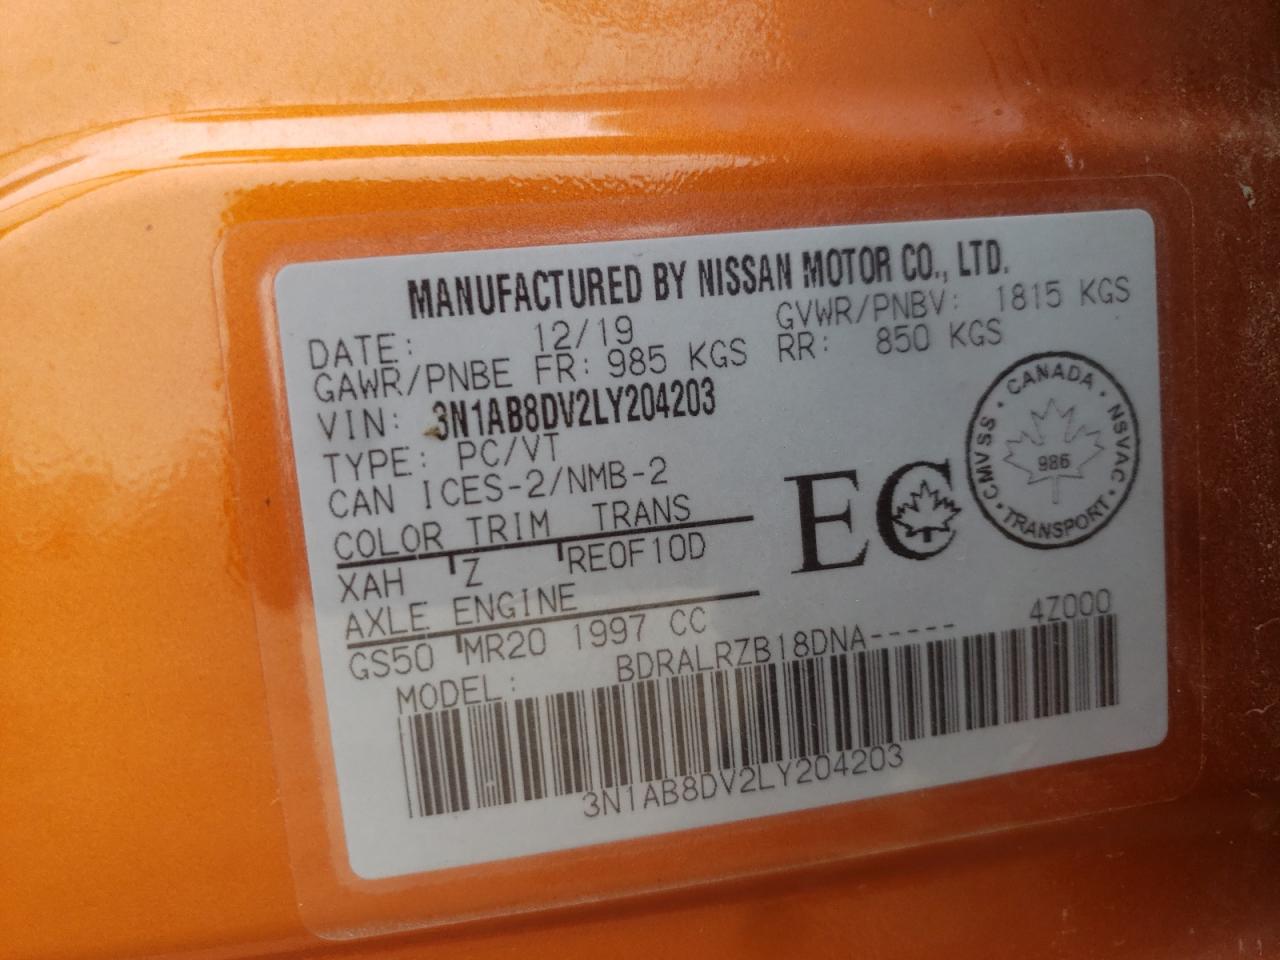 MANUFACTURED BY NISSAN MOTOR CO., LTD.
DATE: 12/19 GVWR/PNBV: 1815 KGS
GAWR/PNBE FR: 985 KGS RR: 850 KGS
VIN: 3N1AB8DV2LY204203
TYPE: PC/VT
CAN ICES-2/NMB-2
COLOR TRIM TRANS
XAH Z RE0F10D
AXLE ENGINE
GS50 MR20 1997 CC
MODEL: BDRALRZB18DNA----- 4Z000
3N1AB8DV2LY204203
EC
CANADA · NSVAC · TRANSPORT · CMVSS ·
986